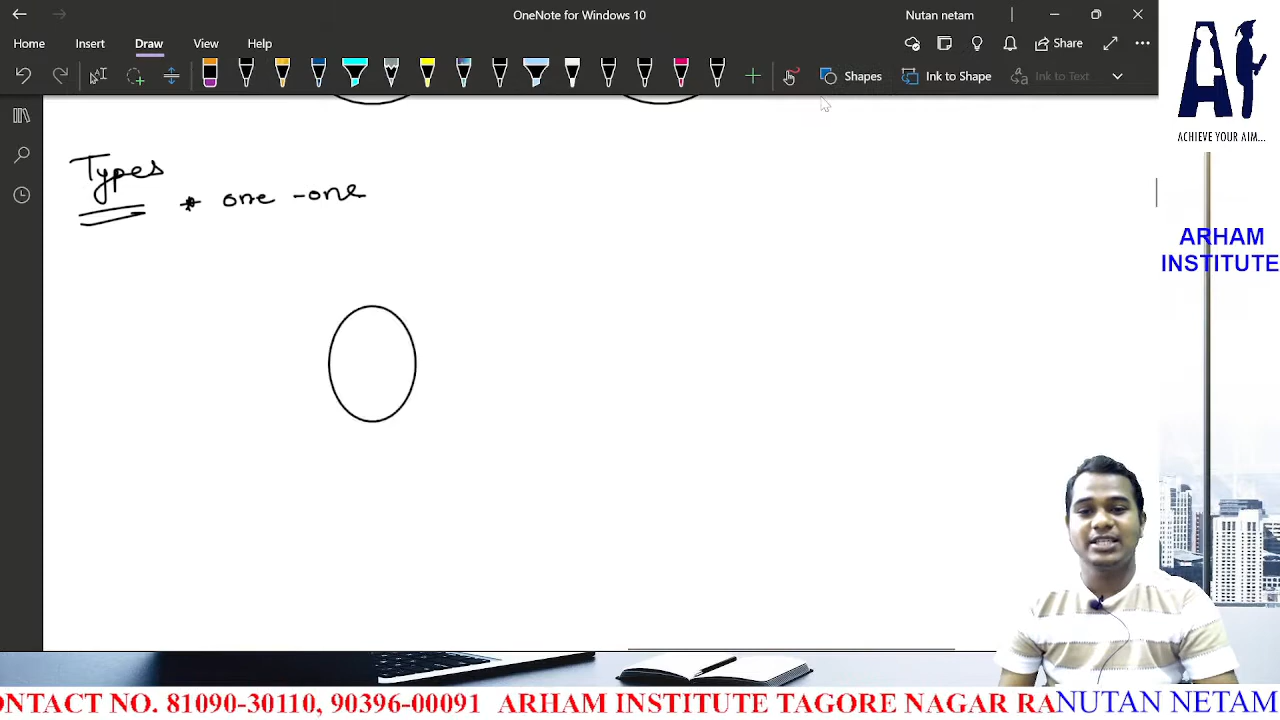 OneNote for Windows 10
Nutan netam
Home Insert Draw View Help
Share
Shapes
Ink to Shape
Ink to Text
ACHIEVE YOUR AIM...
Types
* one - one
ARHAM
INSTITUTE
ONTACT NO. 81090-30110, 90396-00091 ARHAM INSTITUTE TAGORE NAGAR RA
NUTAN NETAM